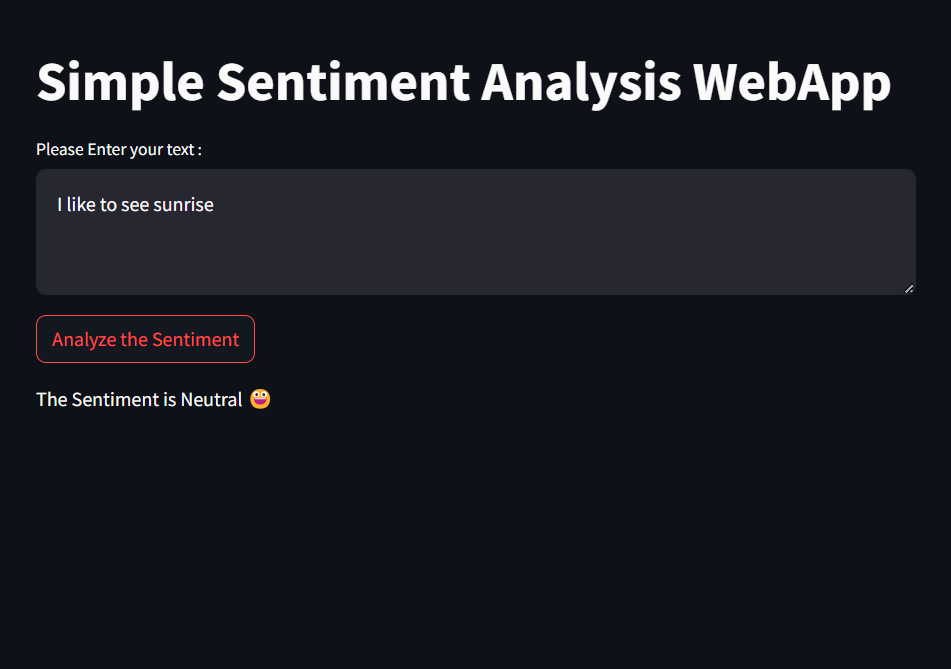 Simple Sentiment Analysis WebApp
Please Enter your text :
I like to see sunrise
Analyze the Sentiment
The Sentiment is Neutral 😀